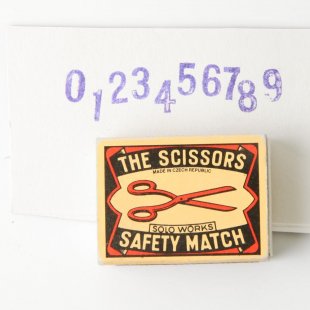 0123456789
THE SCISSORS
MADE IN CZECH REPUBLIC
SOLO WORKS
SAFETY MATCH